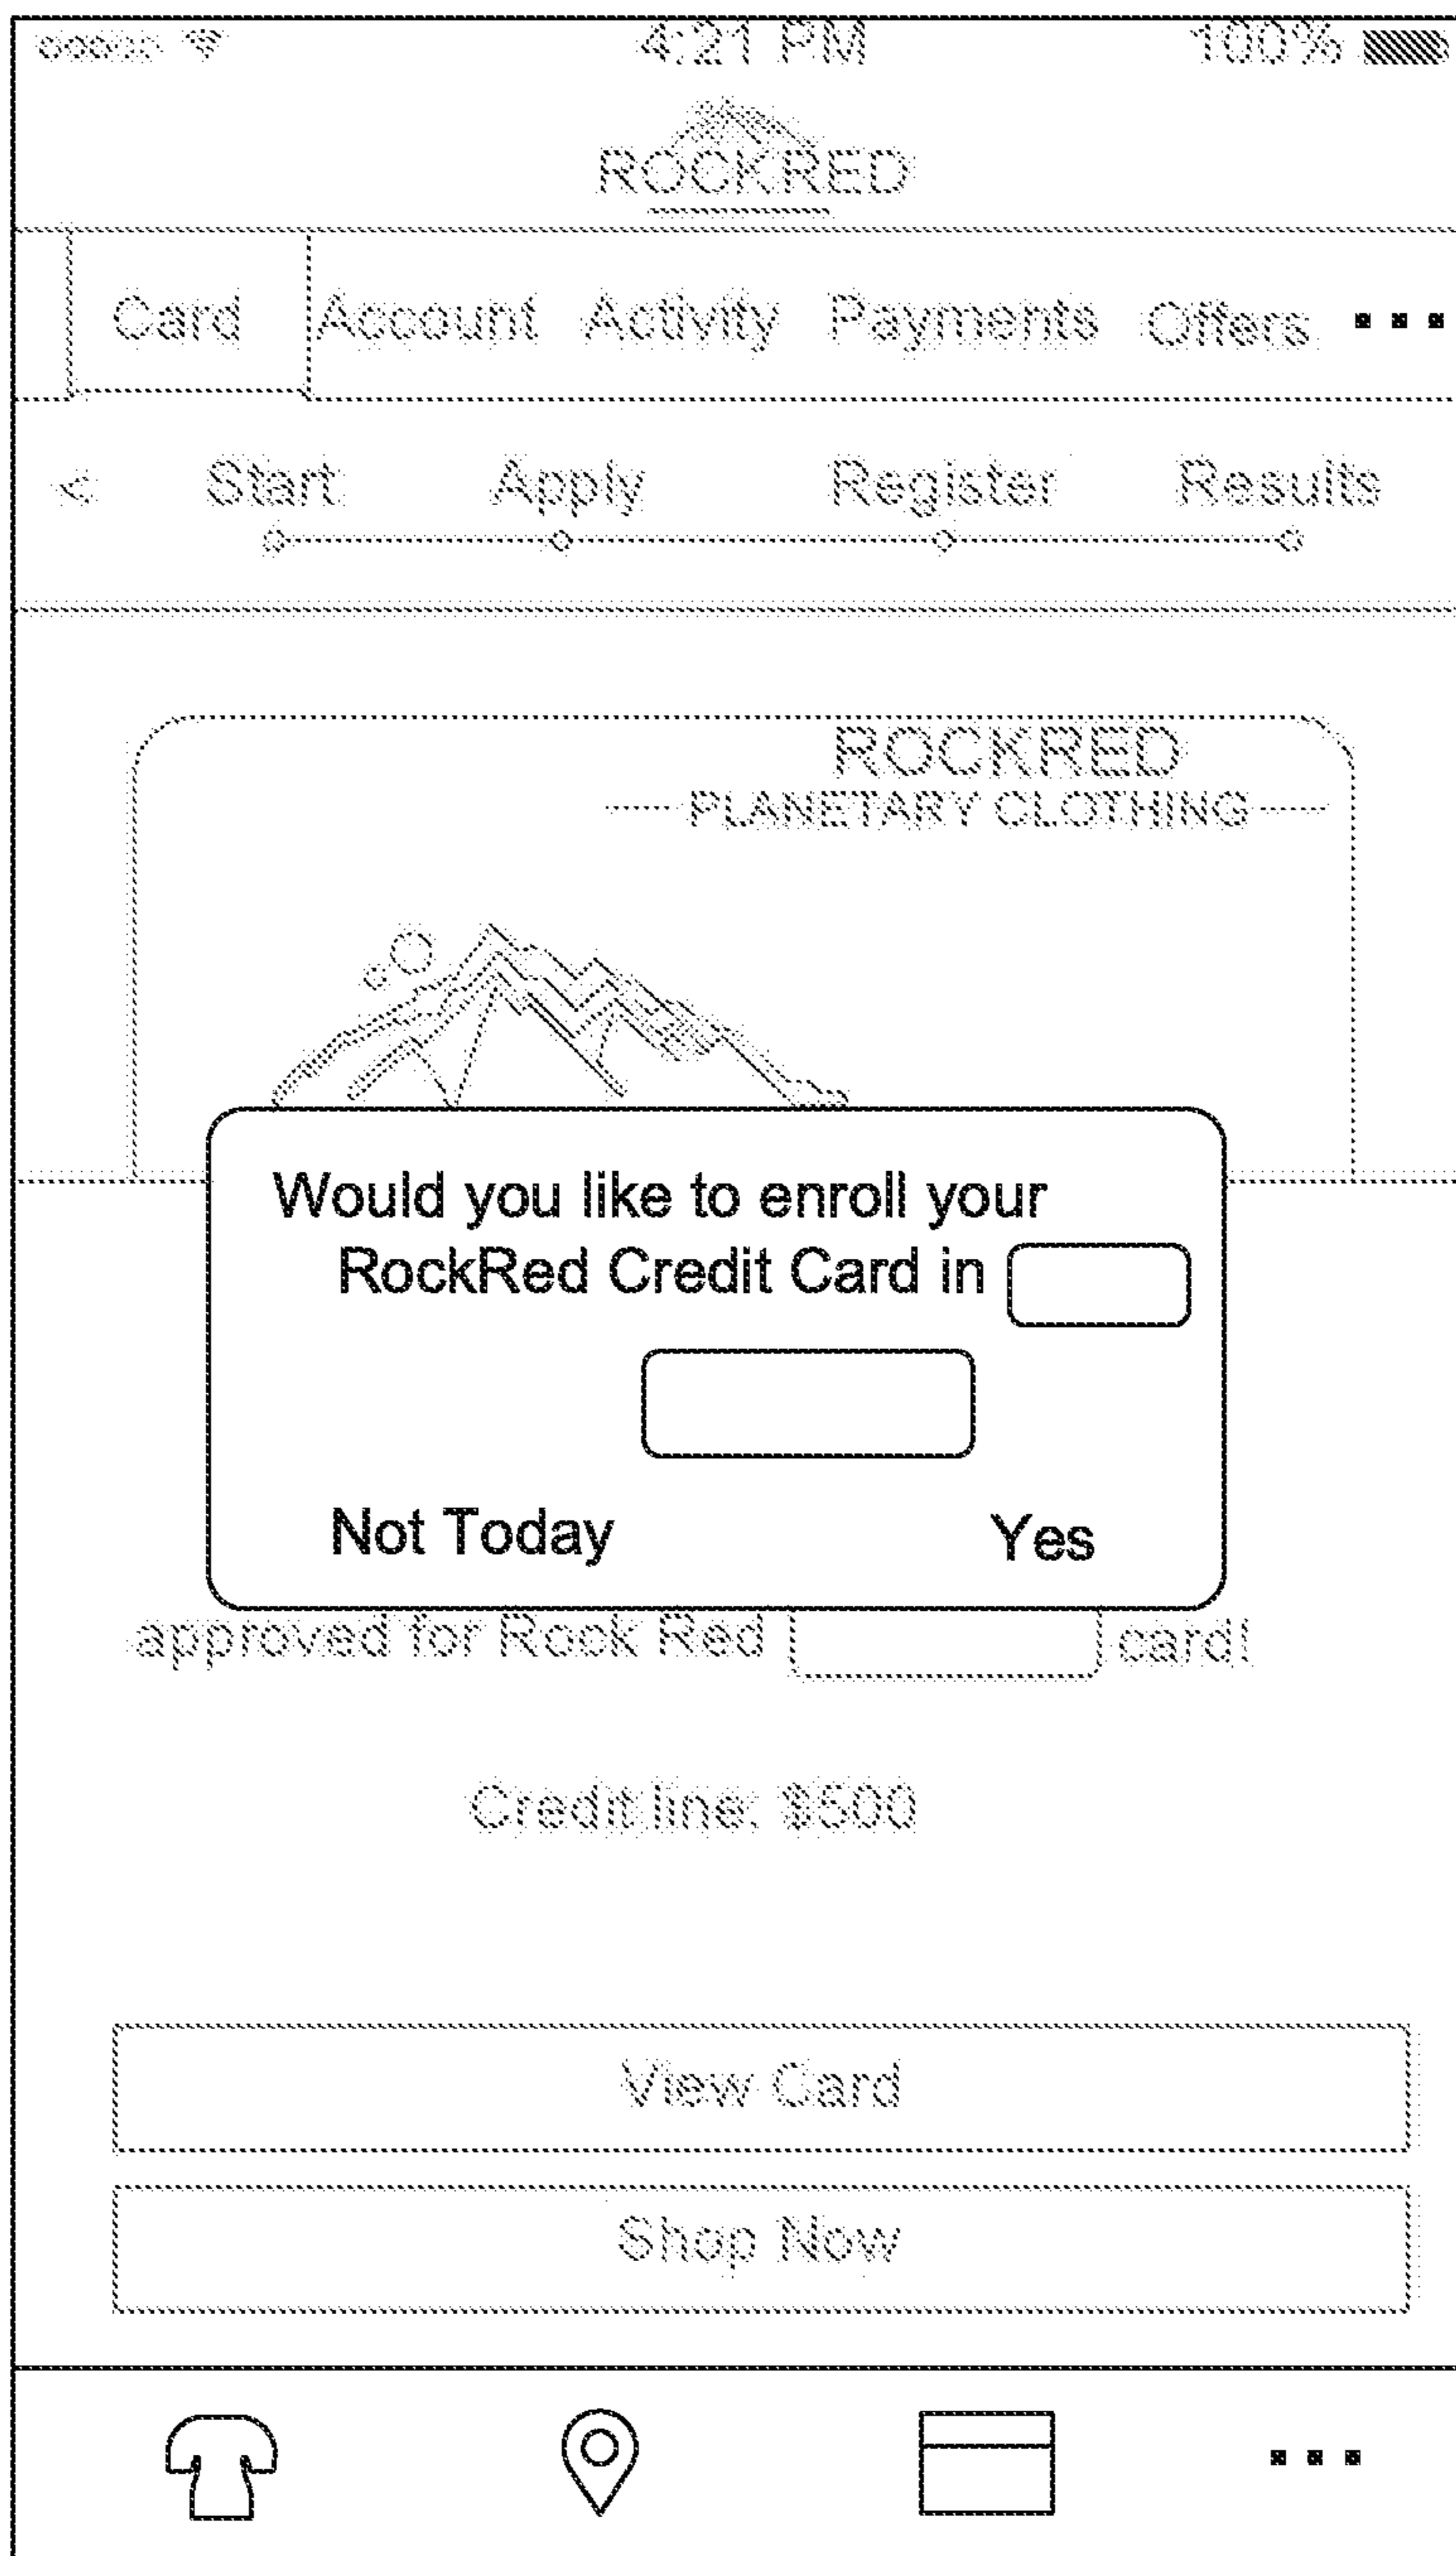 4:21 PM 100%
ROCKRED
Card Account Activity Payments Offers ...
< Start Apply Register Results
ROCKRED
PLANETARY CLOTHING
Would you like to enroll your
RockRed Credit Card in
Not Today Yes
approved for Rock Red card!
Credit line: $500
View Card
Shop Now
...